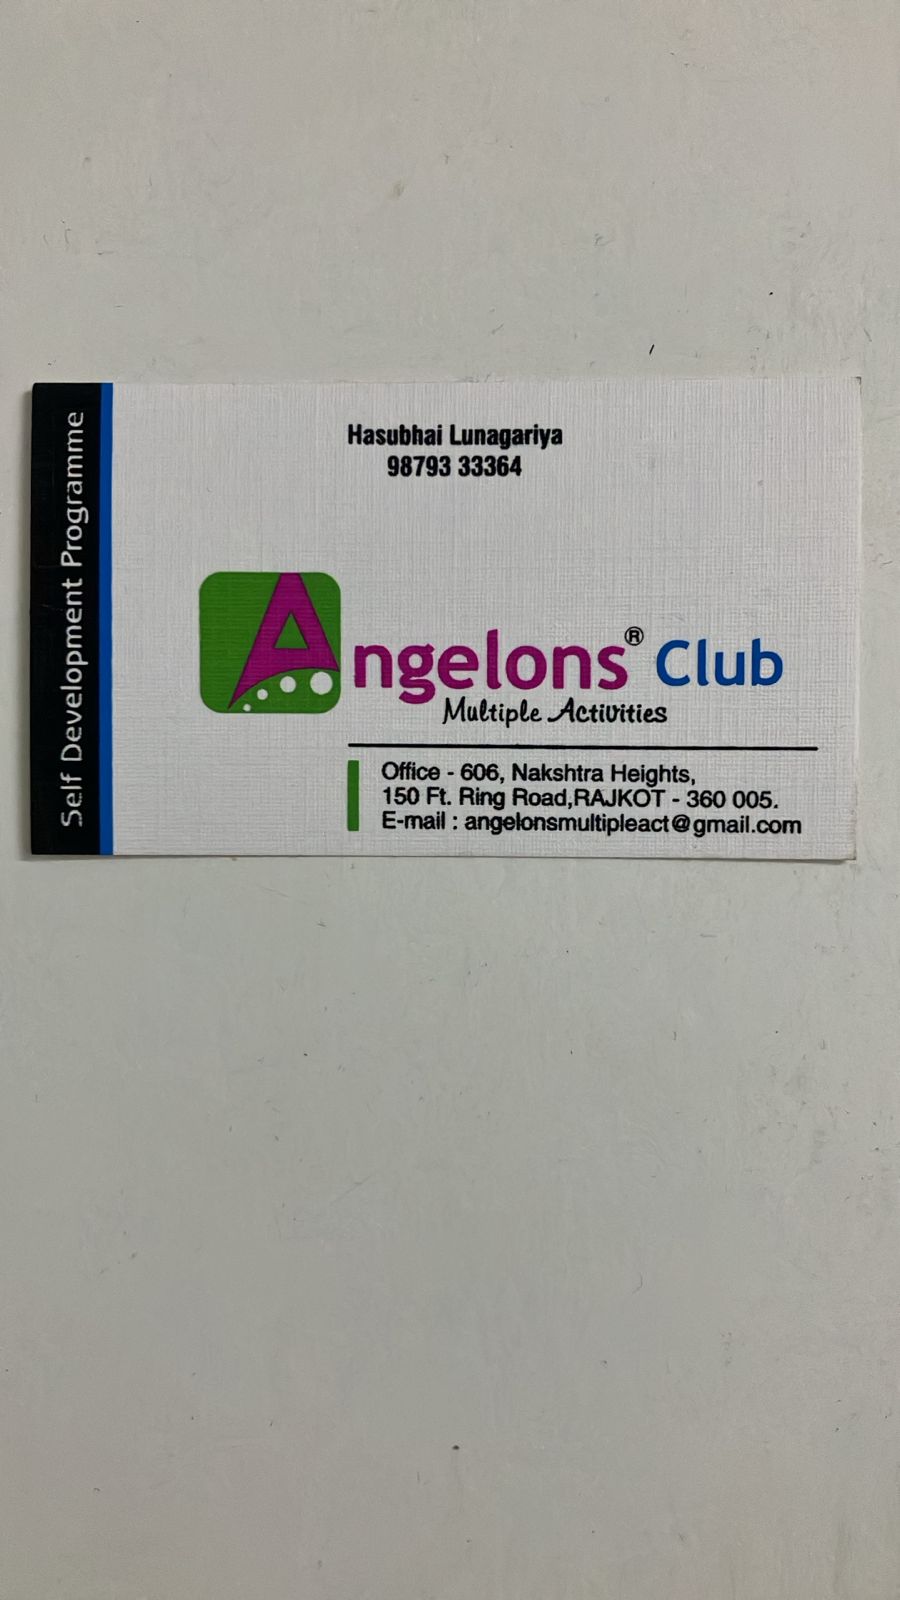 Self Development Programme
Hasubhai Lunagariya
98793 33364
Angelons® Club
Multiple Activities
Office - 606, Nakshtra Heights,
150 Ft. Ring Road,RAJKOT - 360 005.
E-mail : angelonsmultipleact@gmail.com